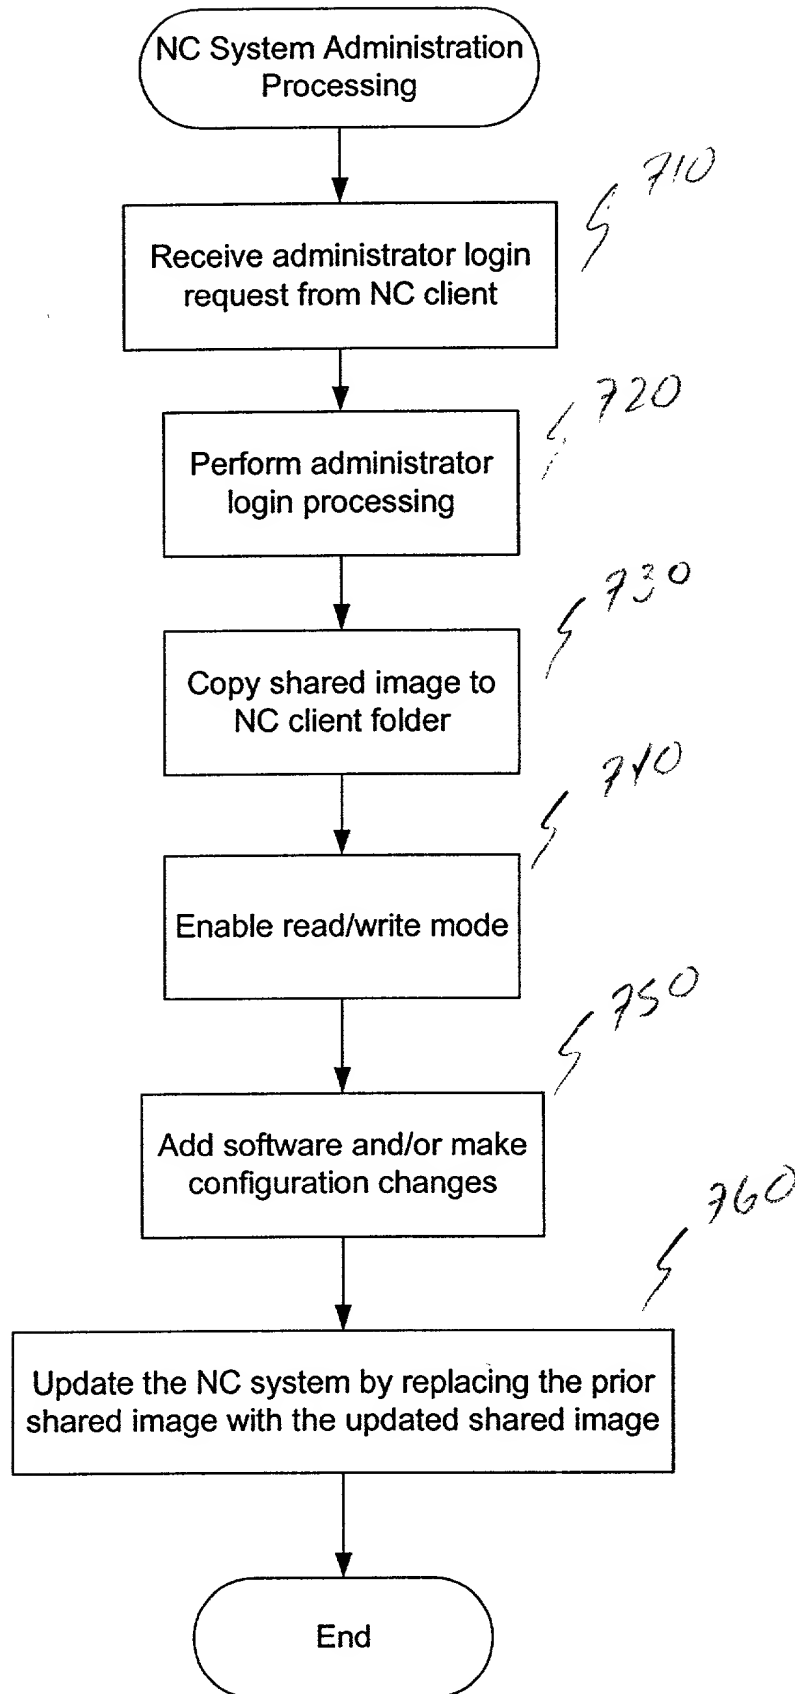 NC System Administration
Processing
710
Receive administrator login
request from NC client
720
Perform administrator
login processing
730
Copy shared image to
NC client folder
740
Enable read/write mode
750
Add software and/or make
configuration changes
760
Update the NC system by replacing the prior
shared image with the updated shared image
End